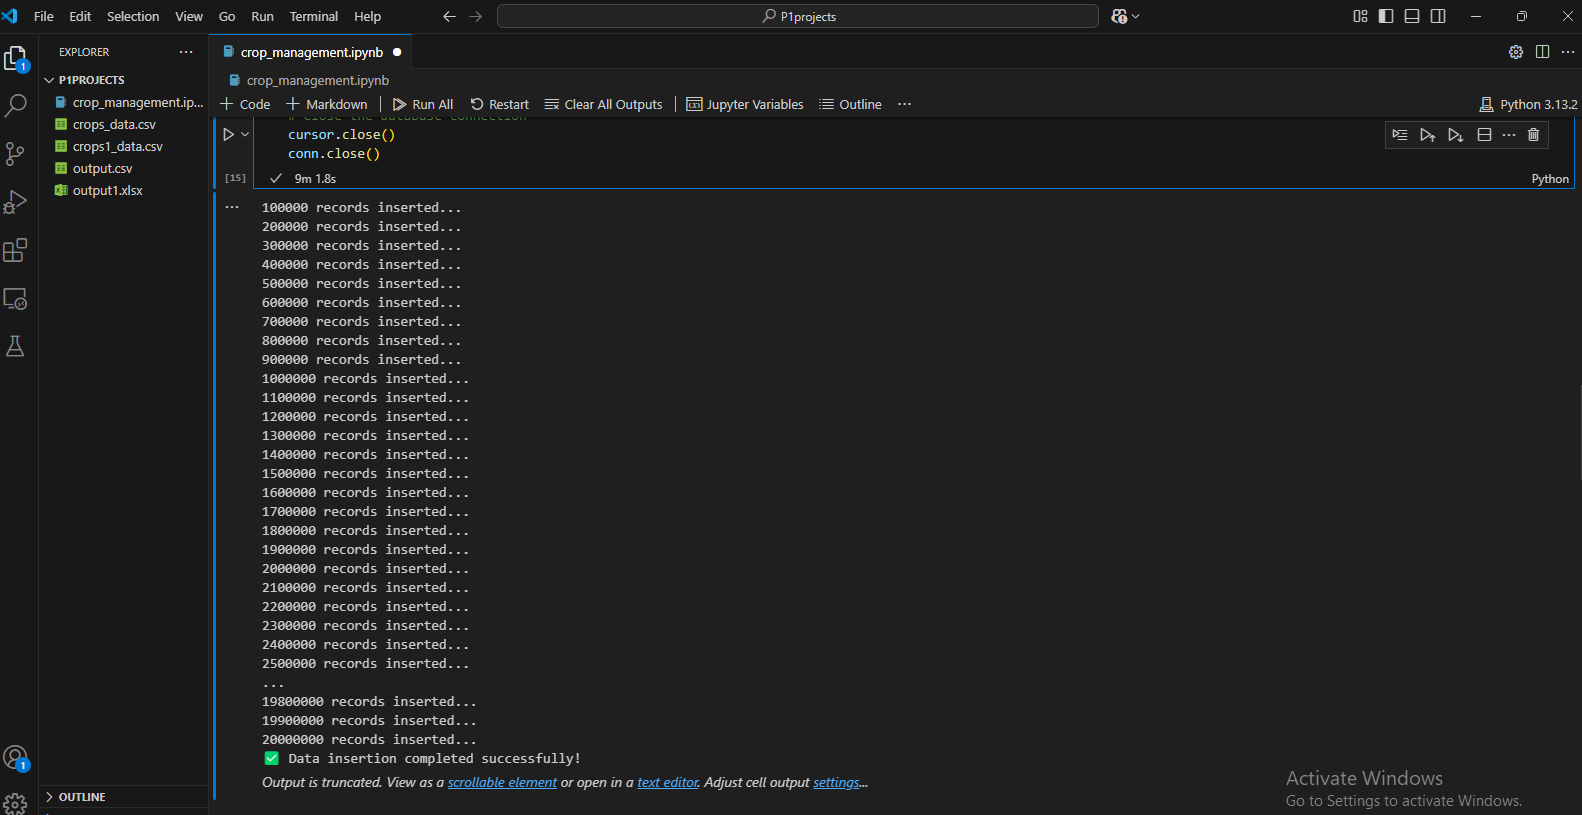 File Edit Selection View Go Run Terminal Help
P1projects
EXPLORER
P1PROJECTS
crop_management.ip...
crops_data.csv
crops1_data.csv
output.csv
output1.xlsx
OUTLINE
1
1
crop_management.ipynb
crop_management.ipynb
Code Markdown Run All Restart Clear All Outputs Jupyter Variables Outline ...
Python 3.13.2
# Close the database connection
cursor.close()
conn.close()
[15] 9m 1.8s
Python
100000 records inserted...
200000 records inserted...
300000 records inserted...
400000 records inserted...
500000 records inserted...
600000 records inserted...
700000 records inserted...
800000 records inserted...
900000 records inserted...
1000000 records inserted...
1100000 records inserted...
1200000 records inserted...
1300000 records inserted...
1400000 records inserted...
1500000 records inserted...
1600000 records inserted...
1700000 records inserted...
1800000 records inserted...
1900000 records inserted...
2000000 records inserted...
2100000 records inserted...
2200000 records inserted...
2300000 records inserted...
2400000 records inserted...
2500000 records inserted...
...
19800000 records inserted...
19900000 records inserted...
20000000 records inserted...
✅ Data insertion completed successfully!
Output is truncated. View as a scrollable element or open in a text editor. Adjust cell output settings...
Activate Windows
Go to Settings to activate Windows.